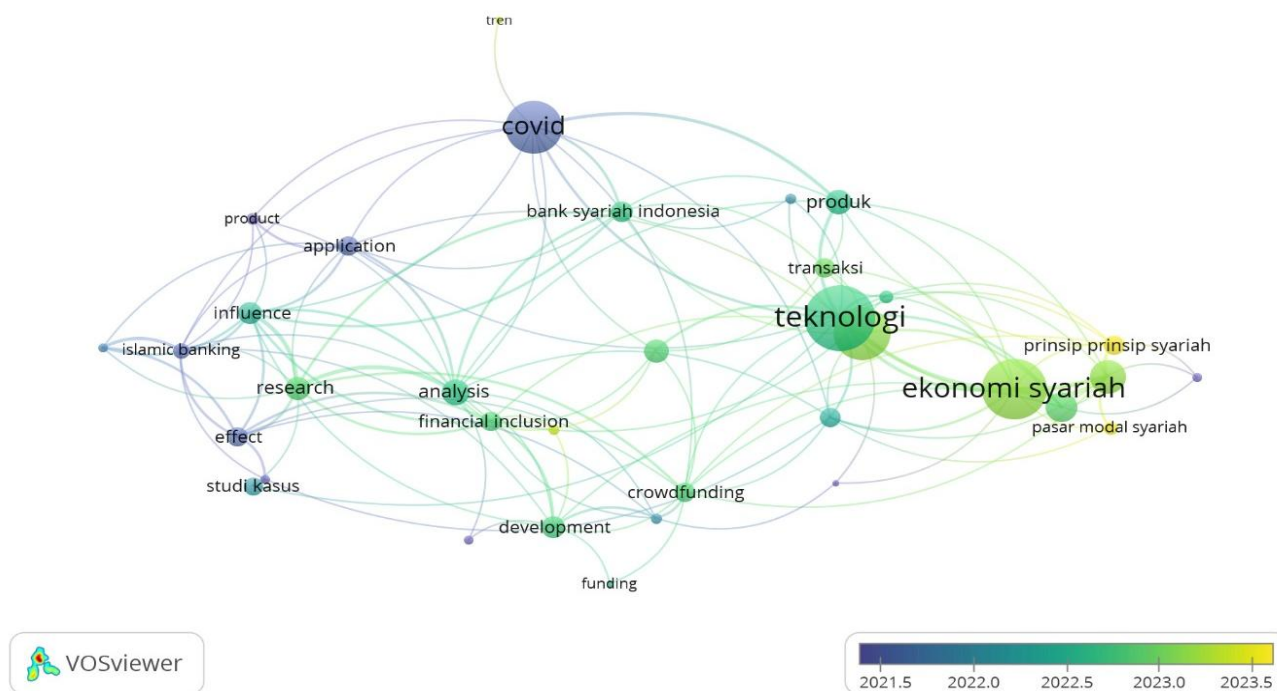 tren
covid
product
bank syariah indonesia
produk
application
transaksi
influence
teknologi
islamic banking
prinsip prinsip syariah
research
analysis
ekonomi syariah
financial inclusion
pasar modal syariah
effect
studi kasus
crowdfunding
development
funding
VOSviewer
2021.5 2022.0 2022.5 2023.0 2023.5